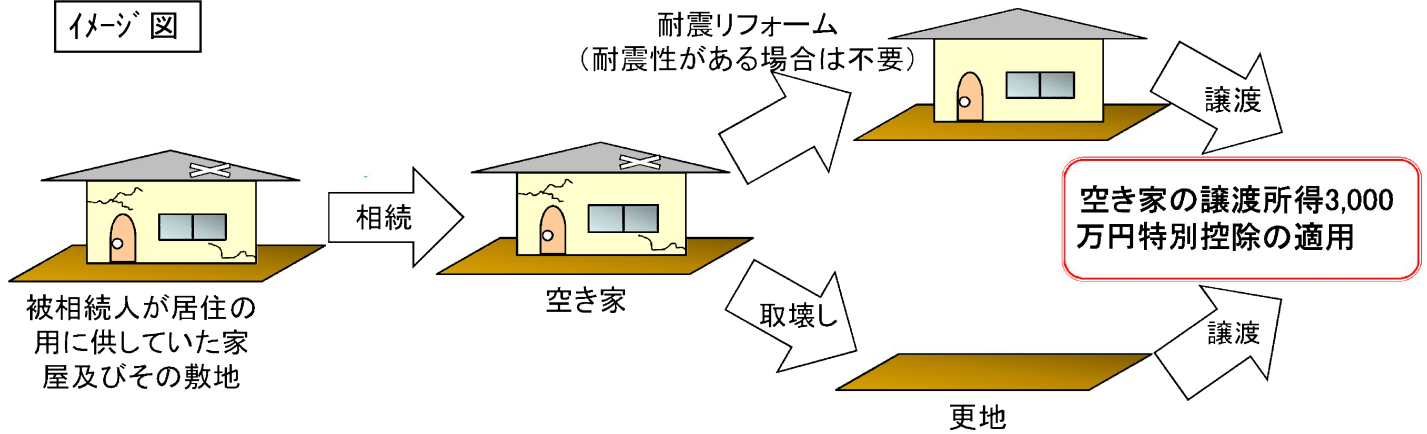 ｲﾒｰｼﾞ図
耐震リフォーム
（耐震性がある場合は不要）
譲渡
相続
空き家の譲渡所得3,000
万円特別控除の適用
被相続人が居住の
用に供していた家
屋及びその敷地
空き家
取壊し
譲渡
更地